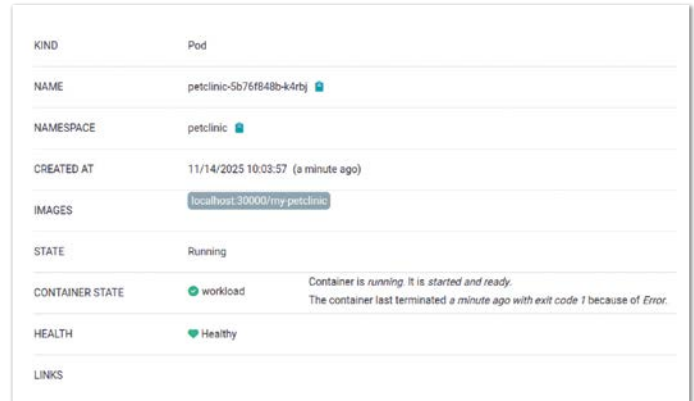 KIND Pod
NAME petclinic-5b76f848b-k4rbj
NAMESPACE petclinic
CREATED AT 11/14/2025 10:03:57 (a minute ago)
IMAGES localhost:30000/my-petclinic
STATE Running
CONTAINER STATE workload Container is running. It is started and ready.
The container last terminated a minute ago with exit code 1 because of Error.
HEALTH Healthy
LINKS